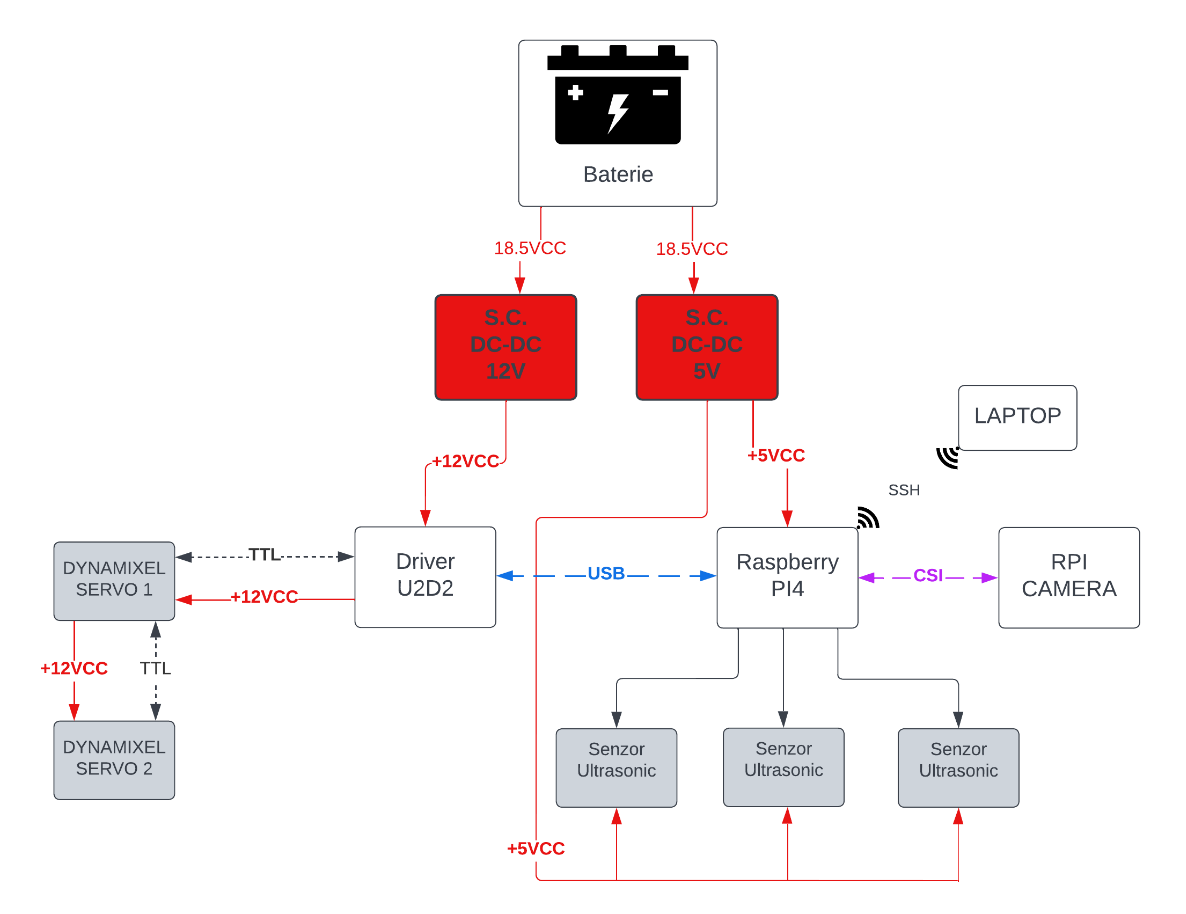 Baterie
18.5VCC
18.5VCC
S.C.
DC-DC
12V
S.C.
DC-DC
5V
LAPTOP
+12VCC
+5VCC
SSH
DYNAMIXEL
SERVO 1
TTL
+12VCC
Driver
U2D2
USB
Raspberry
PI4
CSI
RPI
CAMERA
+12VCC
TTL
DYNAMIXEL
SERVO 2
Senzor
Ultrasonic
Senzor
Ultrasonic
Senzor
Ultrasonic
+5VCC